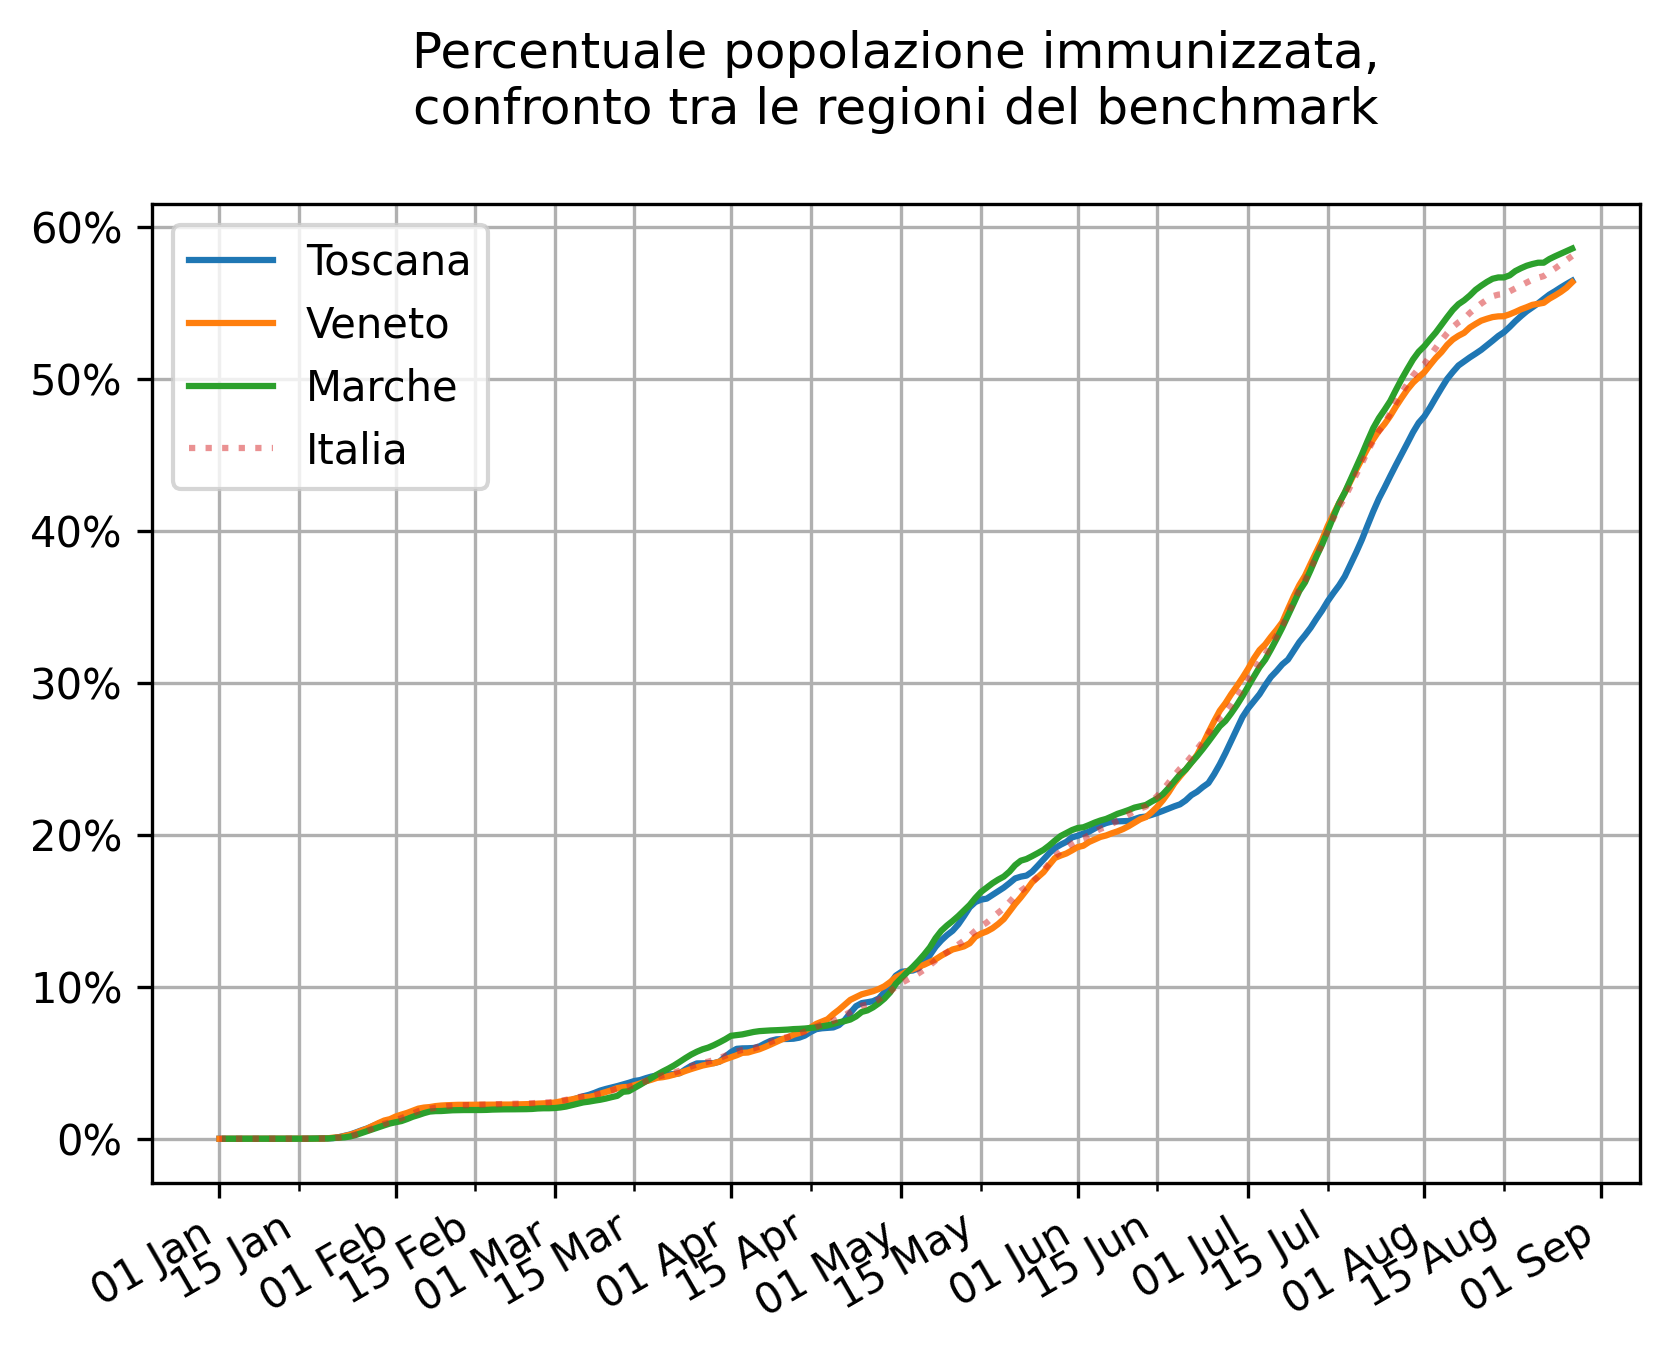 Percentuale popolazione immunizzata,
confronto tra le regioni del benchmark
60%
50%
40%
30%
20%
10%
0%
Toscana
Veneto
Marche
Italia
01 Jan
15 Jan
01 Feb
15 Feb
01 Mar
15 Mar
01 Apr
15 Apr
01 May
15 May
01 Jun
15 Jun
01 Jul
15 Jul
01 Aug
15 Aug
01 Sep